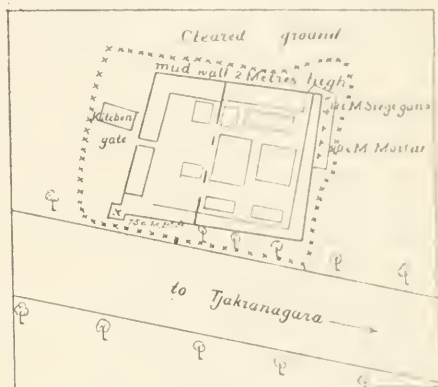 Cleared ground
mud wall 2 Metres high
Kitchen
gate
M Siege guns
M Mortar
to Tjakranagara